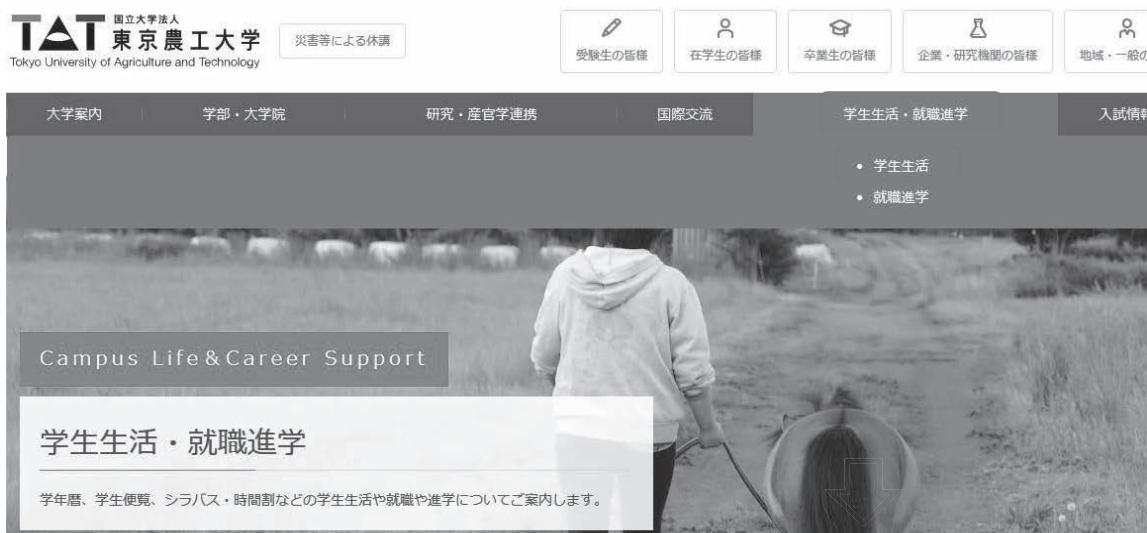 国立大学法人
TAT 東京農工大学
Tokyo University of Agriculture and Technology
災害等による休講
受験生の皆様
在学生の皆様
卒業生の皆様
企業・研究機関の皆様
地域・一般の
大学案内
学部・大学院
研究・産官学連携
国際交流
学生生活・就職進学
入試情報
• 学生生活
• 就職進学
Campus Life&Career Support
学生生活・就職進学
学年暦、学生便覧、シラバス・時間割などの学生生活や就職や進学についてご案内します。